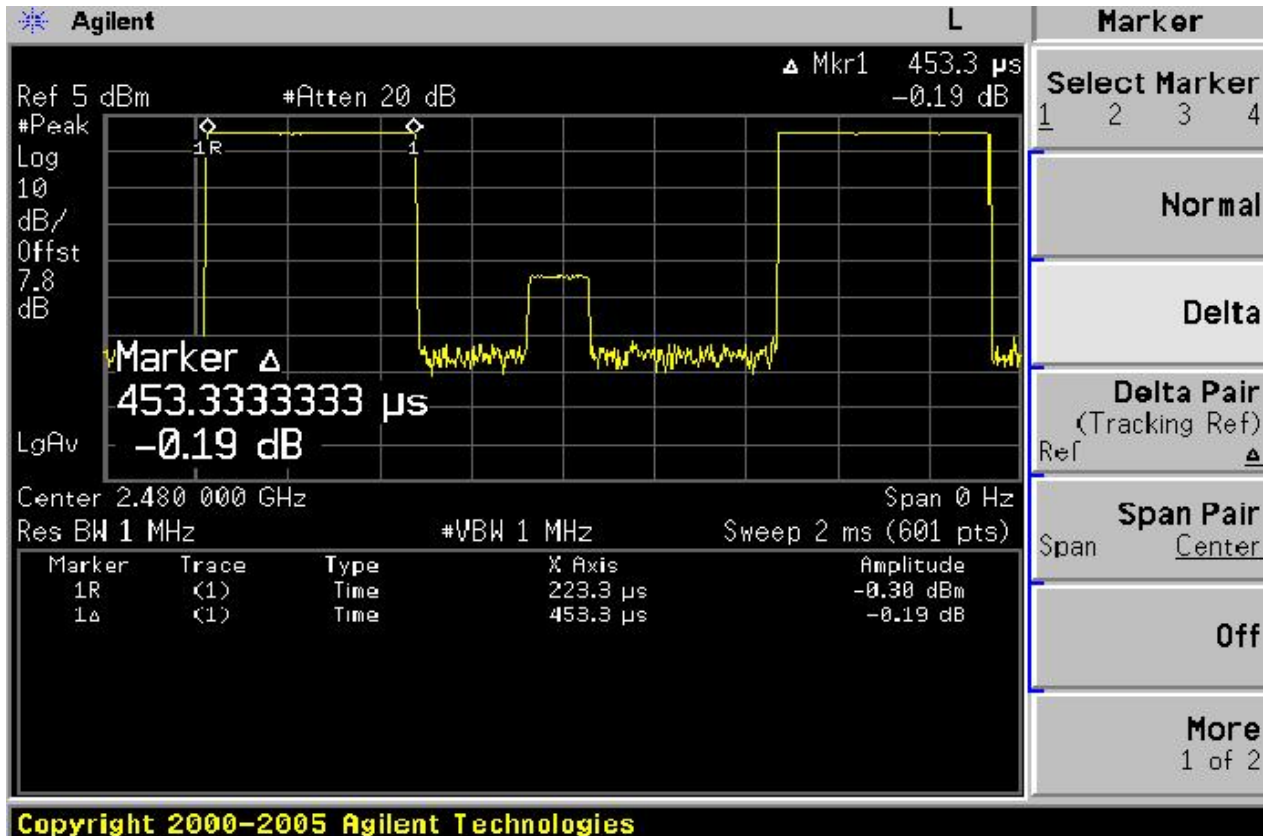 Agilent L Marker
Δ Mkr1 453.3 µs
Ref 5 dBm #Atten 20 dB -0.19 dB
#Peak
Log
10
dB/
Offst
7.8
dB
LgAv
1R 1
Marker Δ
453.3333333 µs
-0.19 dB
Center 2.480 000 GHz Span 0 Hz
Res BW 1 MHz #VBW 1 MHz Sweep 2 ms (601 pts)
Marker Trace Type X Axis Amplitude
1R (1) Time 223.3 µs -0.30 dBm
1Δ (1) Time 453.3 µs -0.19 dB
Select Marker
1 2 3 4
Normal
Delta
Delta Pair
(Tracking Ref)
Ref Δ
Span Pair
Span Center
Off
More
1 of 2
Copyright 2000-2005 Agilent Technologies